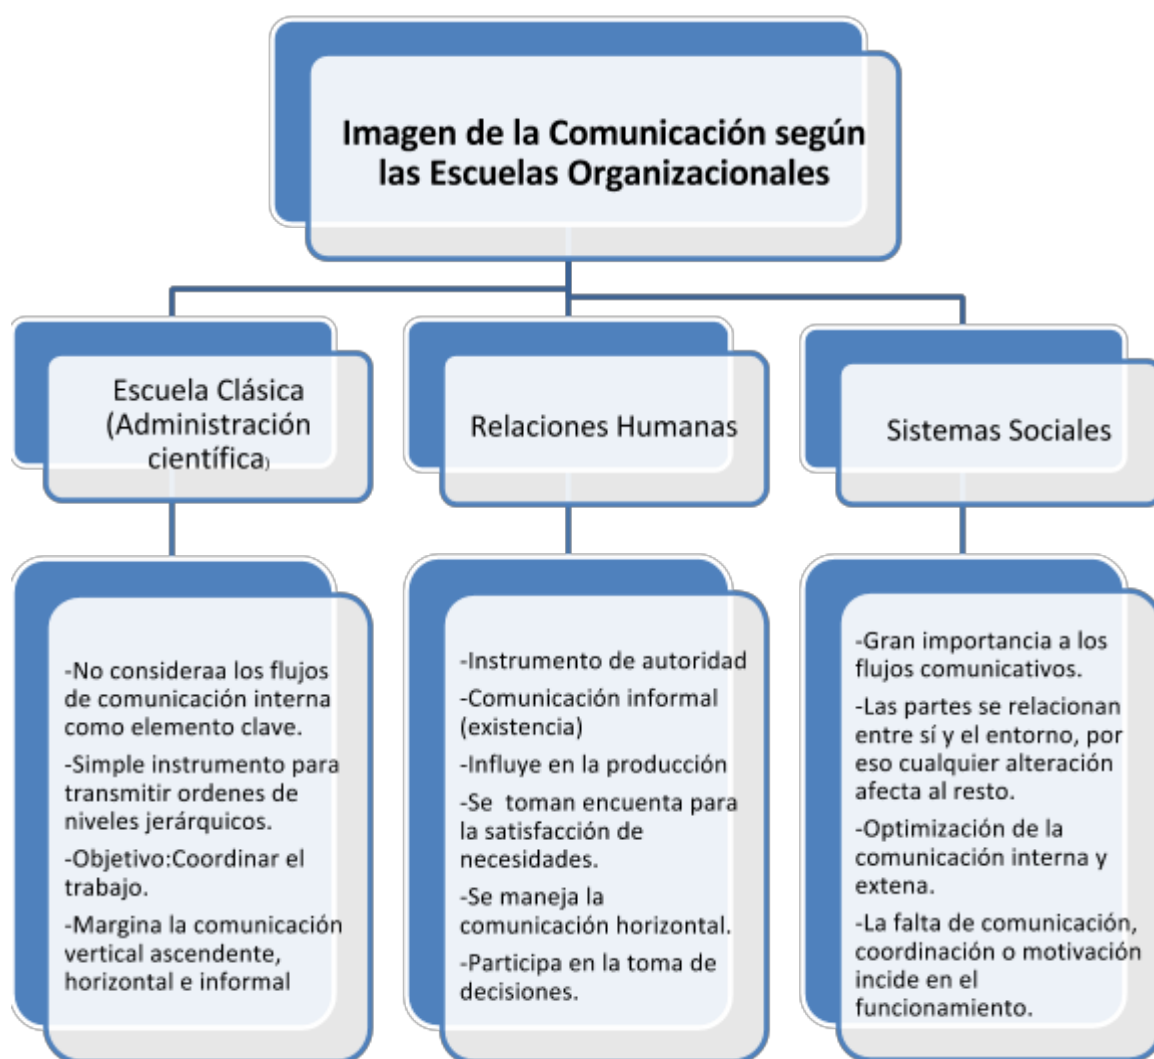 Imagen de la Comunicación según
las Escuelas Organizacionales
Escuela Clásica
(Administración
científica)
Relaciones Humanas
Sistemas Sociales
-No consideraa los flujos
de comunicación interna
como elemento clave.
-Simple instrumento para
transmitir ordenes de
niveles jerárquicos.
-Objetivo:Coordinar el
trabajo.
-Margina la comunicación
vertical ascendente,
horizontal e informal
-Instrumento de autoridad
-Comunicación informal
(existencia)
-Influye en la producción
-Se toman encuenta para
la satisfacción de
necesidades.
-Se maneja la
comunicación horizontal.
-Participa en la toma de
decisiones.
-Gran importancia a los
flujos comunicativos.
-Las partes se relacionan
entre sí y el entorno, por
eso cualquier alteración
afecta al resto.
-Optimización de la
comunicación interna y
extena.
-La falta de comunicación,
coordinación o motivación
incide en el
funcionamiento.